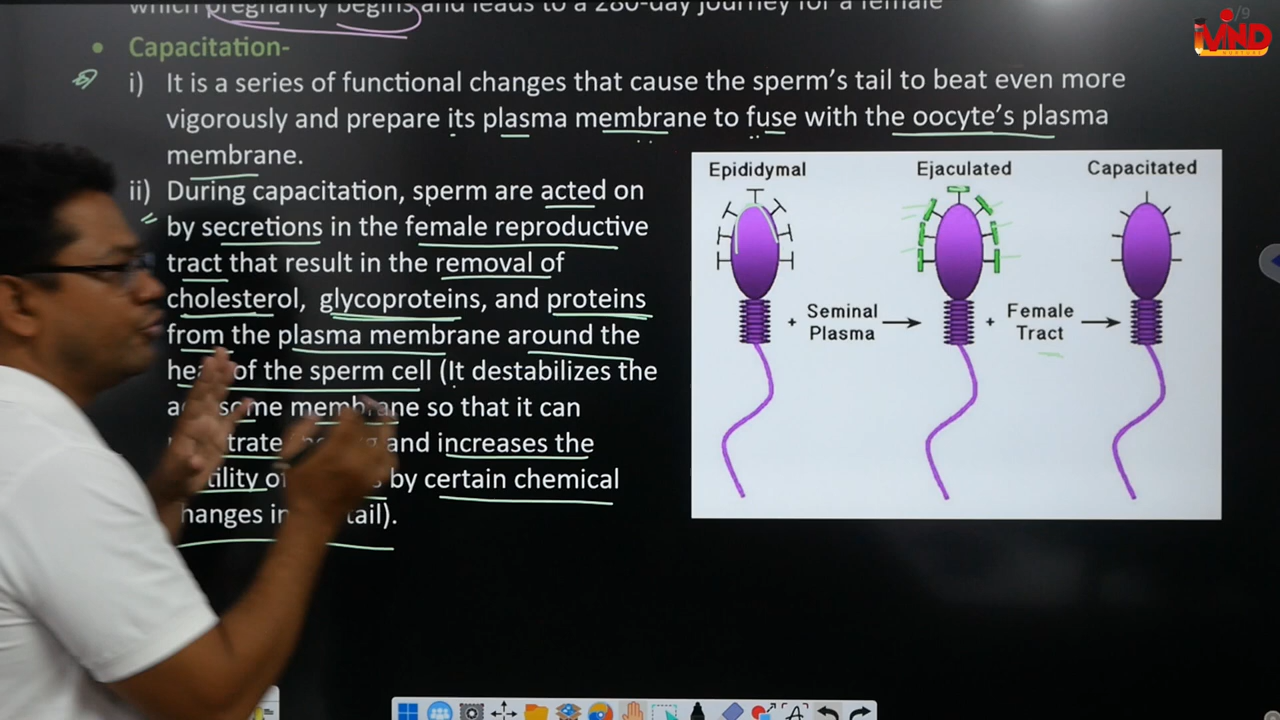 which pregnancy begins and leads to a 280-day journey for a female
/9
MIND
• Capacitation-
i) It is a series of functional changes that cause the sperm's tail to beat even more
vigorously and prepare its plasma membrane to fuse with the oocyte's plasma
membrane.
ii) During capacitation, sperm are acted on
by secretions in the female reproductive
tract that result in the removal of
cholesterol, glycoproteins, and proteins
from the plasma membrane around the
of the sperm cell (It destabilizes the
membrane so that it can
and increases the
by certain chemical
tail).
Epididymal
Ejaculated
Capacitated
+ Seminal Plasma
+ Female Tract